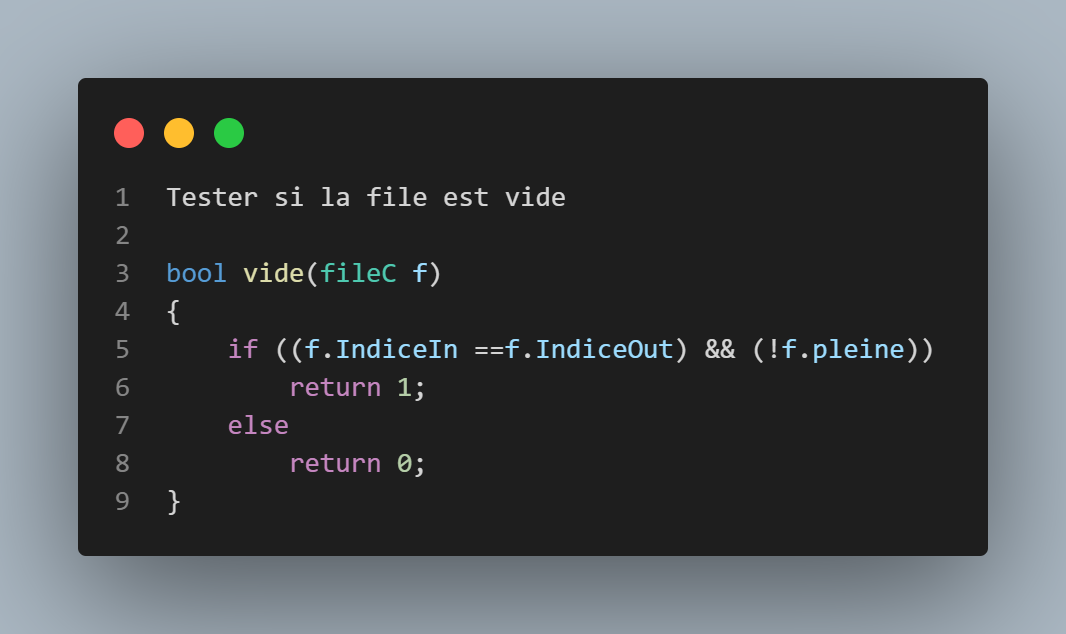 1 Tester si la file est vide
2
3 bool vide(fileC f)
4 {
5     if ((f.IndiceIn ==f.IndiceOut) && (!f.pleine))
6         return 1;
7     else
8         return 0;
9 }